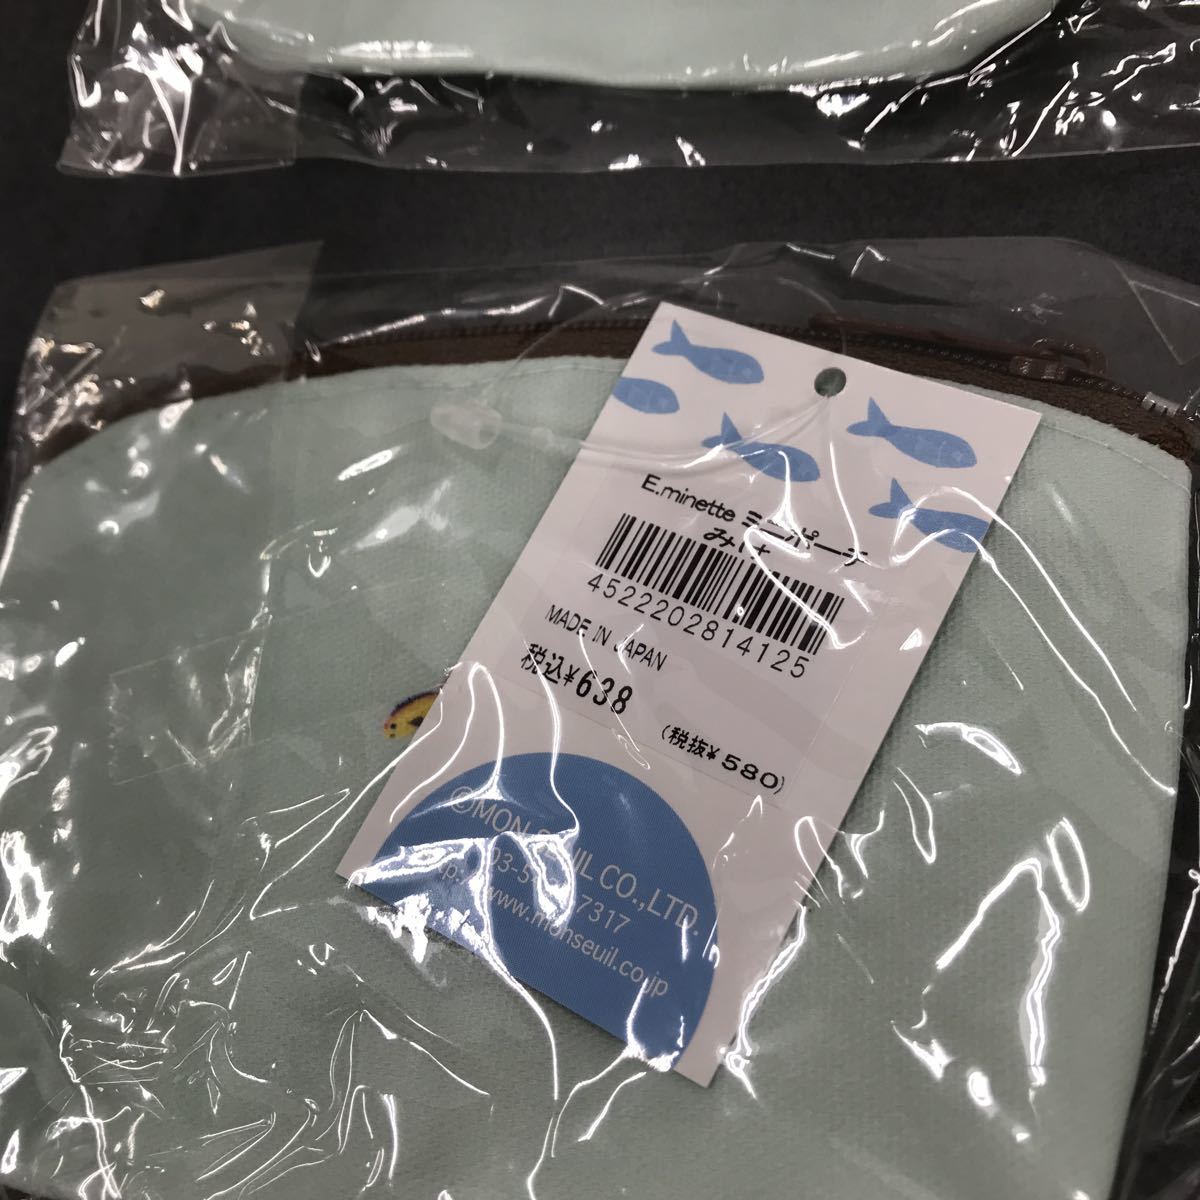 E.minette ミニポーチ
みけ
4522202814125
MADE IN JAPAN
税込¥638
(税抜¥580)
©MON SEUIL CO.,LTD.
7317
www.monseuil.co.jp